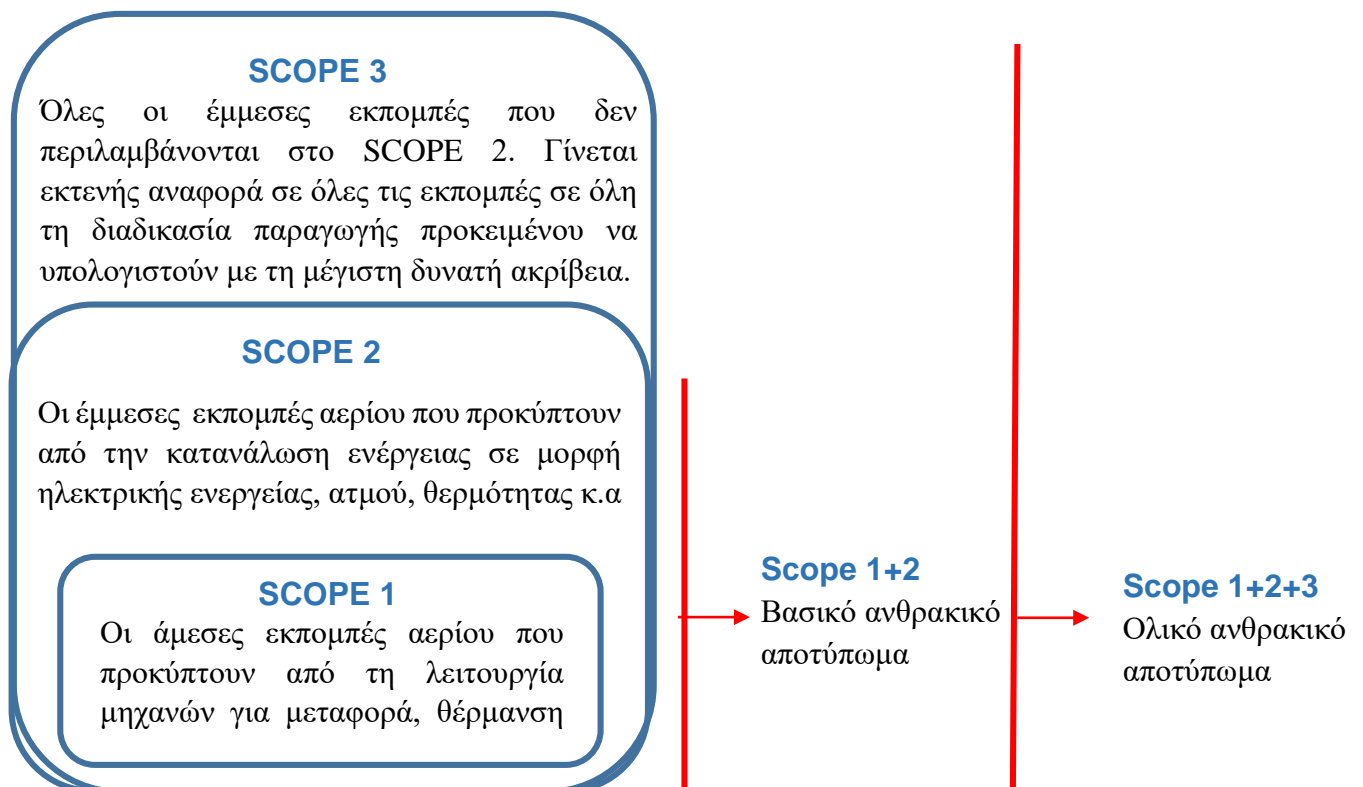 SCOPE 3
Όλες οι έμμεσες εκπομπές που δεν
περιλαμβάνονται στο SCOPE 2. Γίνεται
εκτενής αναφορά σε όλες τις εκπομπές σε όλη
τη διαδικασία παραγωγής προκειμένου να
υπολογιστούν με τη μέγιστη δυνατή ακρίβεια.
SCOPE 2
Οι έμμεσες εκπομπές αερίου που προκύπτουν
από την κατανάλωση ενέργειας σε μορφή
ηλεκτρικής ενεργείας, ατμού, θερμότητας κ.α
SCOPE 1
Οι άμεσες εκπομπές αερίου που
προκύπτουν από τη λειτουργία
μηχανών για μεταφορά, θέρμανση
Scope 1+2
Βασικό ανθρακικό
αποτύπωμα
Scope 1+2+3
Ολικό ανθρακικό
αποτύπωμα